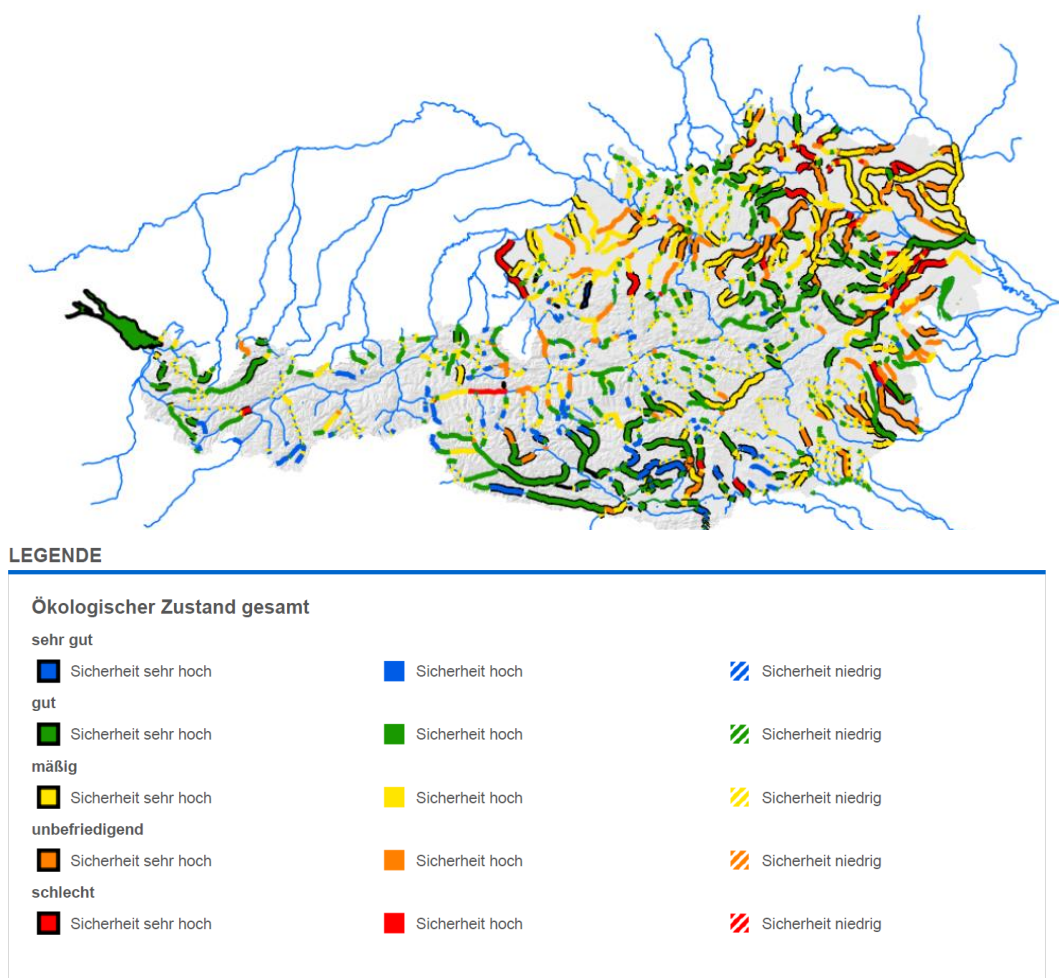 LEGENDE
Ökologischer Zustand gesamt
sehr gut
Sicherheit sehr hoch Sicherheit hoch Sicherheit niedrig
gut
Sicherheit sehr hoch Sicherheit hoch Sicherheit niedrig
mäßig
Sicherheit sehr hoch Sicherheit hoch Sicherheit niedrig
unbefriedigend
Sicherheit sehr hoch Sicherheit hoch Sicherheit niedrig
schlecht
Sicherheit sehr hoch Sicherheit hoch Sicherheit niedrig